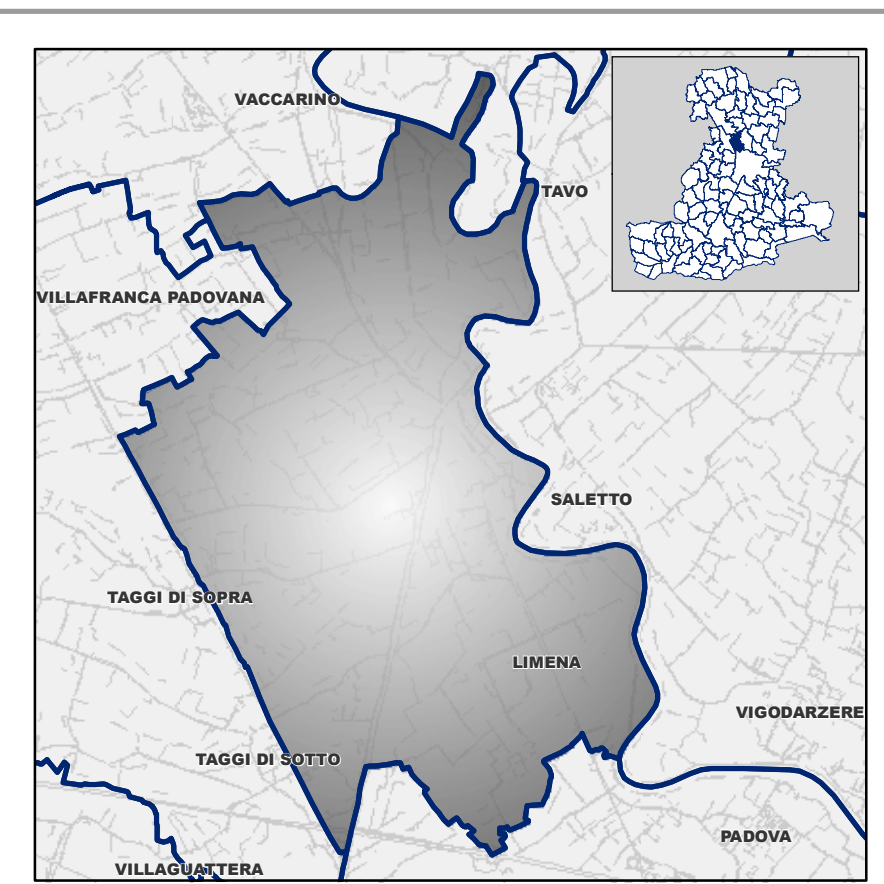 VACCARINO
TAVO
VILLAFRANCA PADOVANA
SALETTO
TAGGI DI SOPRA
LIMENA
VIGODARZERE
TAGGI DI SOTTO
PADOVA
VILLAGUATTERA